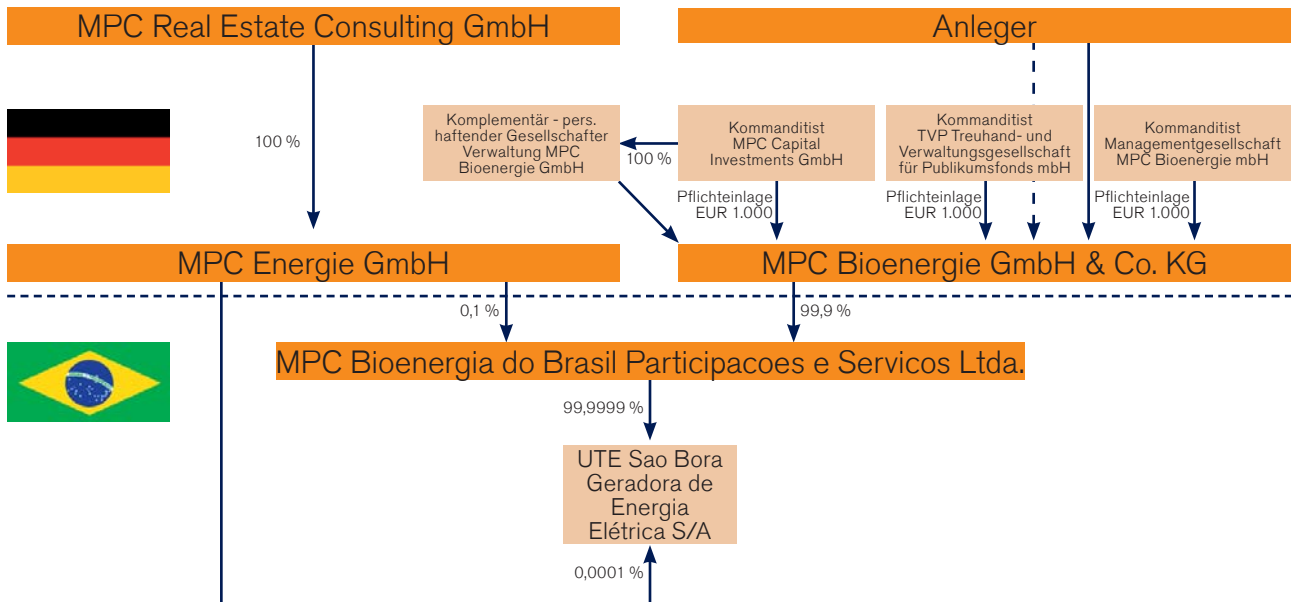 MPC Real Estate Consulting GmbH
Anleger
100 %
Komplementär - pers.
haftender Gesellschafter
Verwaltung MPC
Bioenergie GmbH
100 %
Kommanditist
MPC Capital
Investments GmbH
Kommanditist
TVP Treuhand- und
Verwaltungsgesellschaft
für Publikumsfonds mbH
Kommanditist
Managementgesellschaft
MPC Bioenergie mbH
Pflichteinlage
EUR 1.000
Pflichteinlage
EUR 1.000
Pflichteinlage
EUR 1.000
MPC Energie GmbH
MPC Bioenergie GmbH & Co. KG
0,1 %
99,9 %
MPC Bioenergia do Brasil Participacoes e Servicos Ltda.
99,9999 %
UTE Sao Bora
Geradora de
Energia
Elétrica S/A
0,0001 %